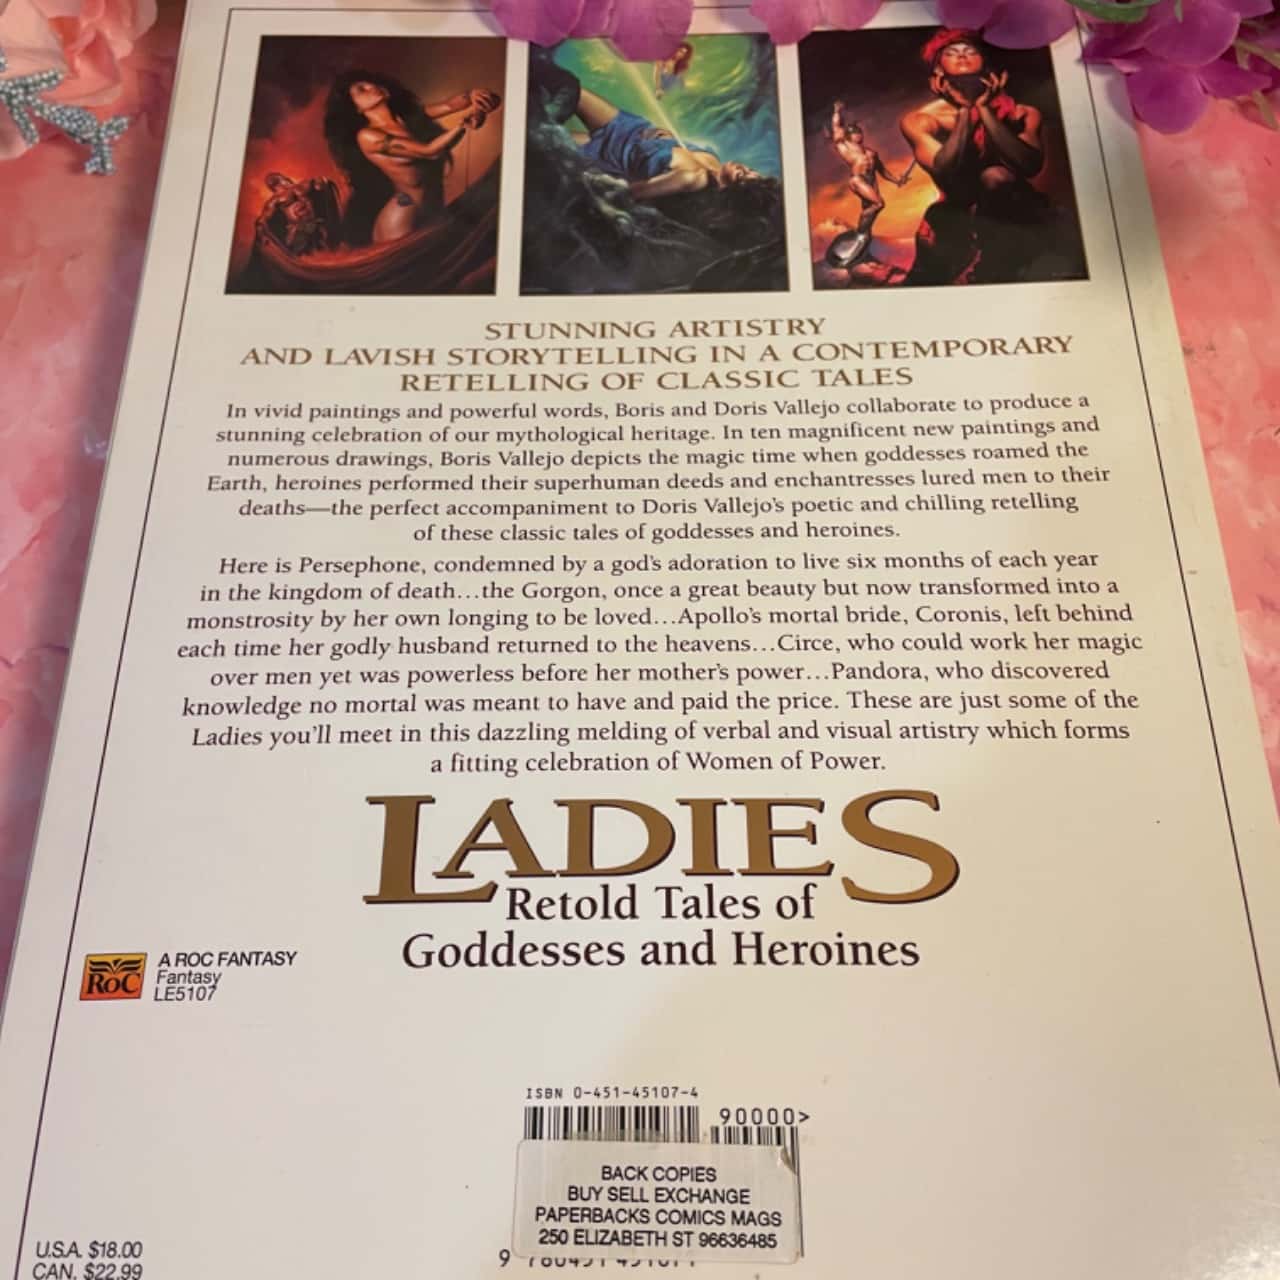 STUNNING ARTISTRY
AND LAVISH STORYTELLING IN A CONTEMPORARY
RETELLING OF CLASSIC TALES
In vivid paintings and powerful words, Boris and Doris Vallejo collaborate to produce a
stunning celebration of our mythological heritage. In ten magnificent new paintings and
numerous drawings, Boris Vallejo depicts the magic time when goddesses roamed the
Earth, heroines performed their superhuman deeds and enchantresses lured men to their
deaths—the perfect accompaniment to Doris Vallejo's poetic and chilling retelling
of these classic tales of goddesses and heroines.
Here is Persephone, condemned by a god's adoration to live six months of each year
in the kingdom of death...the Gorgon, once a great beauty but now transformed into a
monstrosity by her own longing to be loved...Apollo's mortal bride, Coronis, left behind
each time her godly husband returned to the heavens...Circe, who could work her magic
over men yet was powerless before her mother's power...Pandora, who discovered
knowledge no mortal was meant to have and paid the price. These are just some of the
Ladies you'll meet in this dazzling melding of verbal and visual artistry which forms
a fitting celebration of Women of Power.
LADIES
Retold Tales of
Goddesses and Heroines
ROC
A ROC FANTASY
Fantasy
LE5107
ISBN 0-451-45107-4
90000>
BACK COPIES
BUY SELL EXCHANGE
PAPERBACKS COMICS MAGS
250 ELIZABETH ST 96636485
U.S.A. $18.00
CAN. $22.99